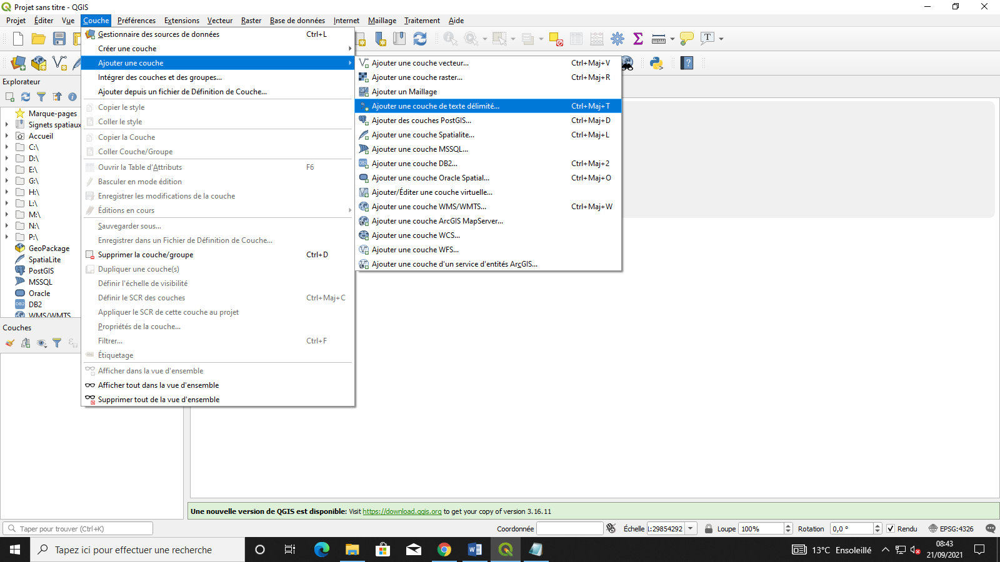 Projet sans titre - QGIS
Projet Éditer Vue Couche Préférences Extensions Vecteur Raster Base de données Internet Maillage Traitement Aide
Gestionnaire des sources de données Ctrl+L
Créer une couche
Ajouter une couche
Intégrer des couches et des groupes...
Ajouter depuis un fichier de Définition de Couche...
Copier le style
Coller le style
Copier la Couche
Coller Couche/Groupe
Ouvrir la Table d'Attributs F6
Basculer en mode édition
Enregistrer les modifications de la couche
Éditions en cours
Sauvegarder sous...
Enregistrer dans un Fichier de Définition de Couche...
Supprimer la couche/groupe Ctrl+D
Dupliquer une couche(s)
Définir l'échelle de visibilité
Définir le SCR des couches Ctrl+Maj+C
Appliquer le SCR de cette couche au projet
Propriétés de la couche...
Filtrer... Ctrl+F
Étiquetage
Afficher dans la vue d'ensemble
Afficher tout dans la vue d'ensemble
Supprimer tout de la vue d'ensemble
Ajouter une couche vecteur... Ctrl+Maj+V
Ajouter une couche raster... Ctrl+Maj+R
Ajouter un Maillage
Ajouter une couche de texte délimité... Ctrl+Maj+T
Ajouter des couches PostGIS... Ctrl+Maj+D
Ajouter une couche Spatialite... Ctrl+Maj+L
Ajouter une couche MSSQL...
Ajouter une couche DB2... Ctrl+Maj+2
Ajouter une couche Oracle Spatial... Ctrl+Maj+O
Ajouter/Éditer une couche virtuelle...
Ajouter une couche WMS/WMTS... Ctrl+Maj+W
Ajouter une couche ArcGIS MapServer...
Ajouter une couche WCS...
Ajouter une couche WFS...
Ajouter une couche d'un service d'entités ArcGIS...
Explorateur
Marque-pages
Signets spatiaux
Accueil
C:\
D:\
E:\
G:\
H:\
L:\
M:\
N:\
P:\
GeoPackage
SpatiaLite
PostGIS
MSSQL
Oracle
DB2
WMS/WMTS
Couches
Une nouvelle version de QGIS est disponible: Visit https://download.qgis.org to get your copy of version 3.16.11
Taper pour trouver (Ctrl+K) Coordonnée Échelle 1:29854292 Loupe 100% Rotation 0,0 ° Rendu EPSG:4326
Tapez ici pour effectuer une recherche 13°C Ensoleillé
08:43
21/09/2021